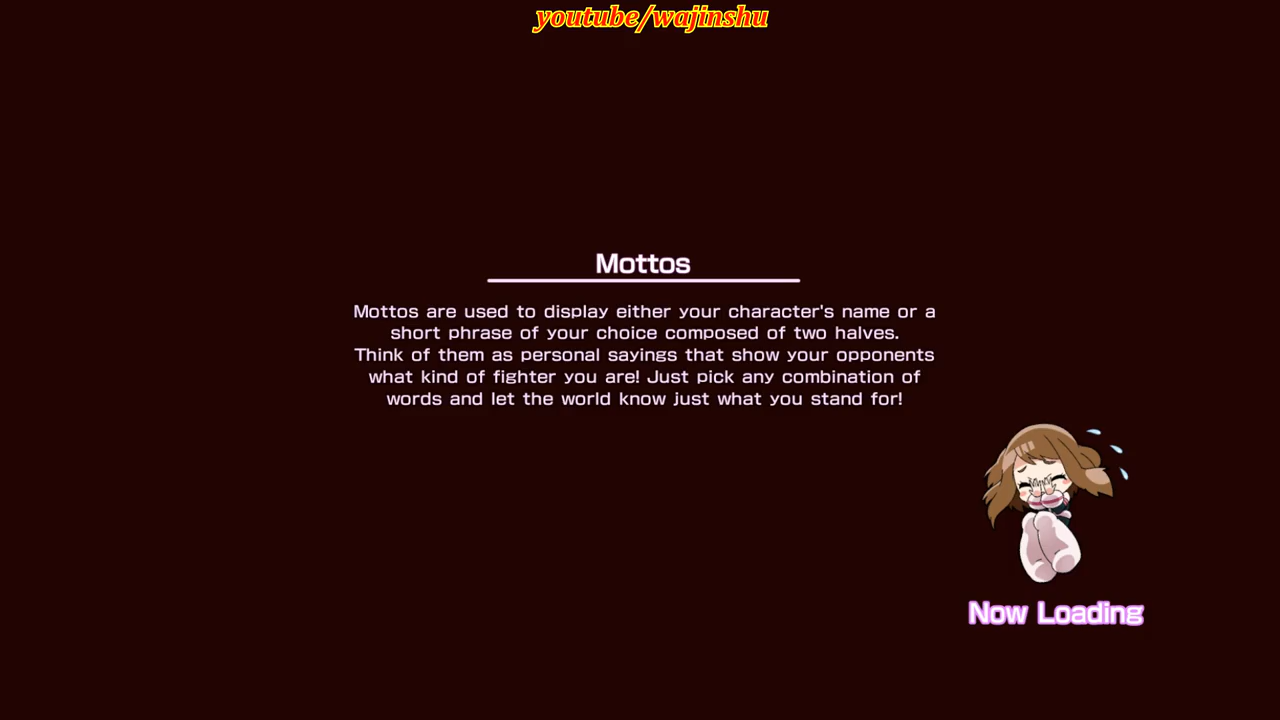 youtube/wajinshu
Mottos
Mottos are used to display either your character's name or a
short phrase of your choice composed of two halves.
Think of them as personal sayings that show your opponents
what kind of fighter you are! Just pick any combination of
words and let the world know just what you stand for!
Now Loading